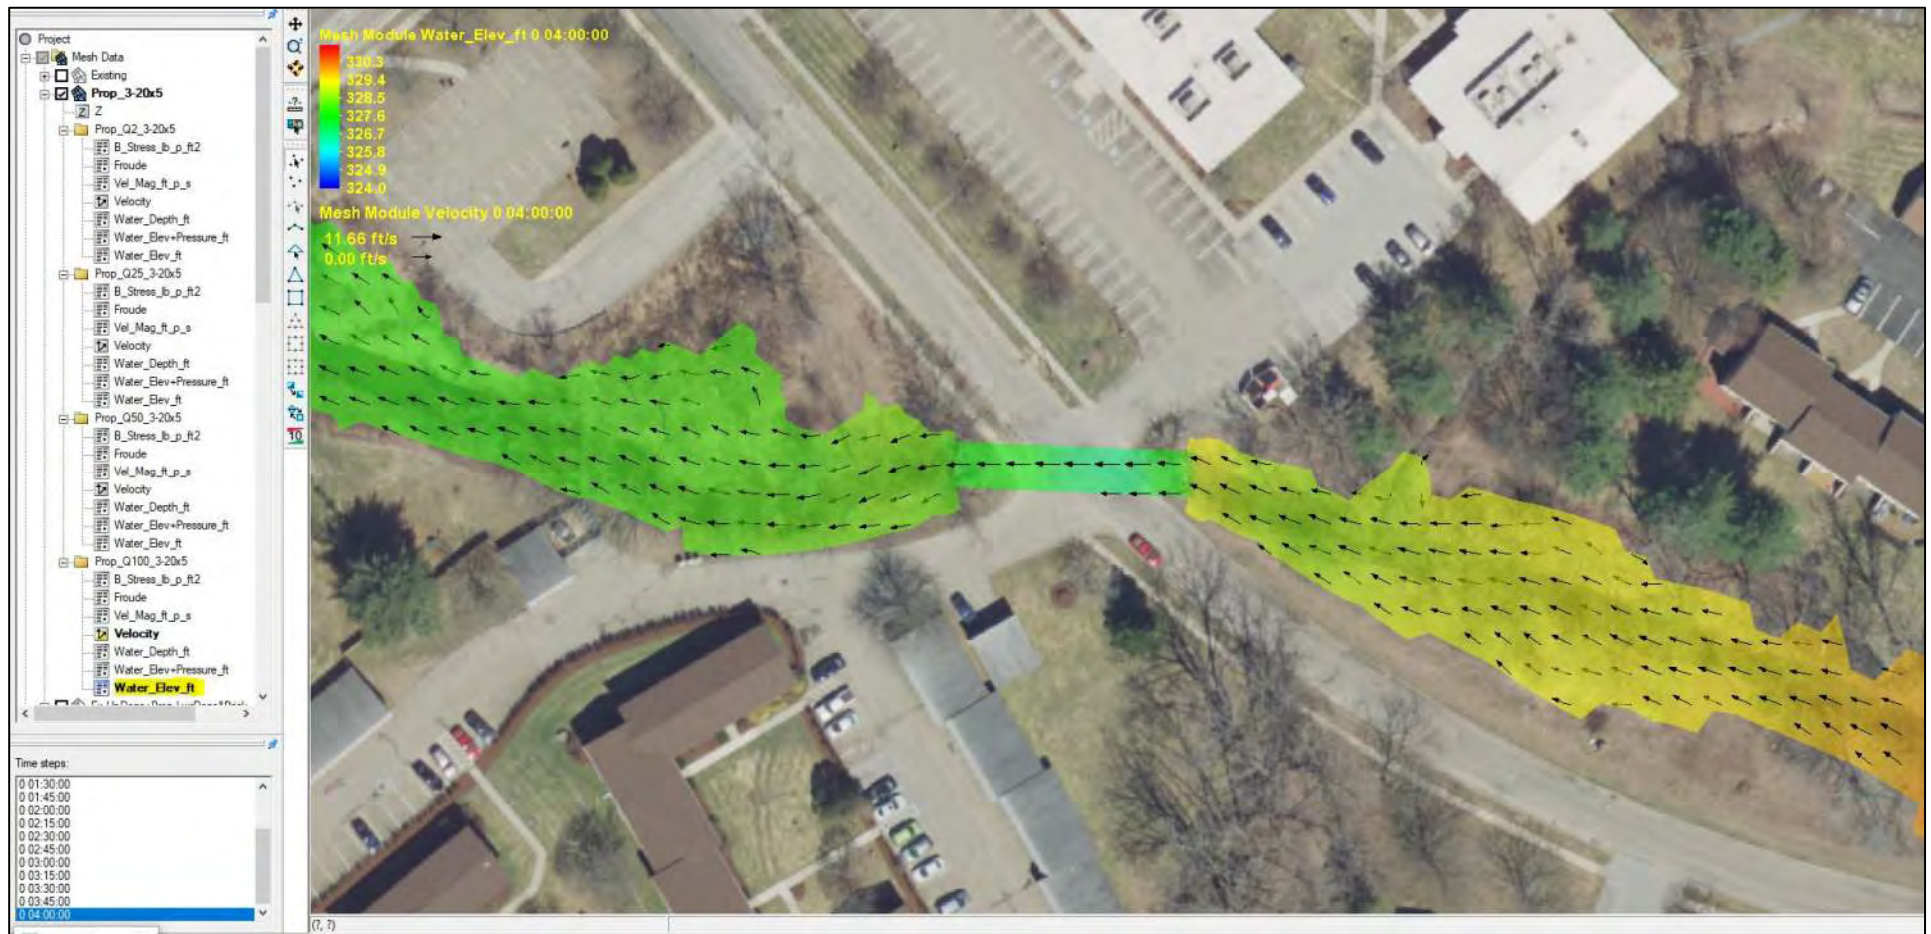 Project
Mesh Data
Existing
Prop_3-20x5
Z Z
Prop_Q2_3-20x5
B_Stress_lb_p_ft2
Froude
Vel_Mag_ft_p_s
Velocity
Water_Depth_ft
Water_Elev+Pressure_ft
Water_Elev_ft
Prop_Q25_3-20x5
B_Stress_lb_p_ft2
Froude
Vel_Mag_ft_p_s
Velocity
Water_Depth_ft
Water_Elev+Pressure_ft
Water_Elev_ft
Prop_Q50_3-20x5
B_Stress_lb_p_ft2
Froude
Vel_Mag_ft_p_s
Velocity
Water_Depth_ft
Water_Elev+Pressure_ft
Water_Elev_ft
Prop_Q100_3-20x5
B_Stress_lb_p_ft2
Froude
Vel_Mag_ft_p_s
Velocity
Water_Depth_ft
Water_Elev+Pressure_ft
Water_Elev_ft
Time steps:
0 01:30:00
0 01:45:00
0 02:00:00
0 02:15:00
0 02:30:00
0 02:45:00
0 03:00:00
0 03:15:00
0 03:30:00
0 03:45:00
0 04:00:00
10
Mesh Module Water_Elev_ft 0 04:00:00
330.3
329.4
328.5
327.6
326.7
325.8
324.9
324.0
Mesh Module Velocity 0 04:00:00
11.66 ft/s
0.00 ft/s
(?, ?)